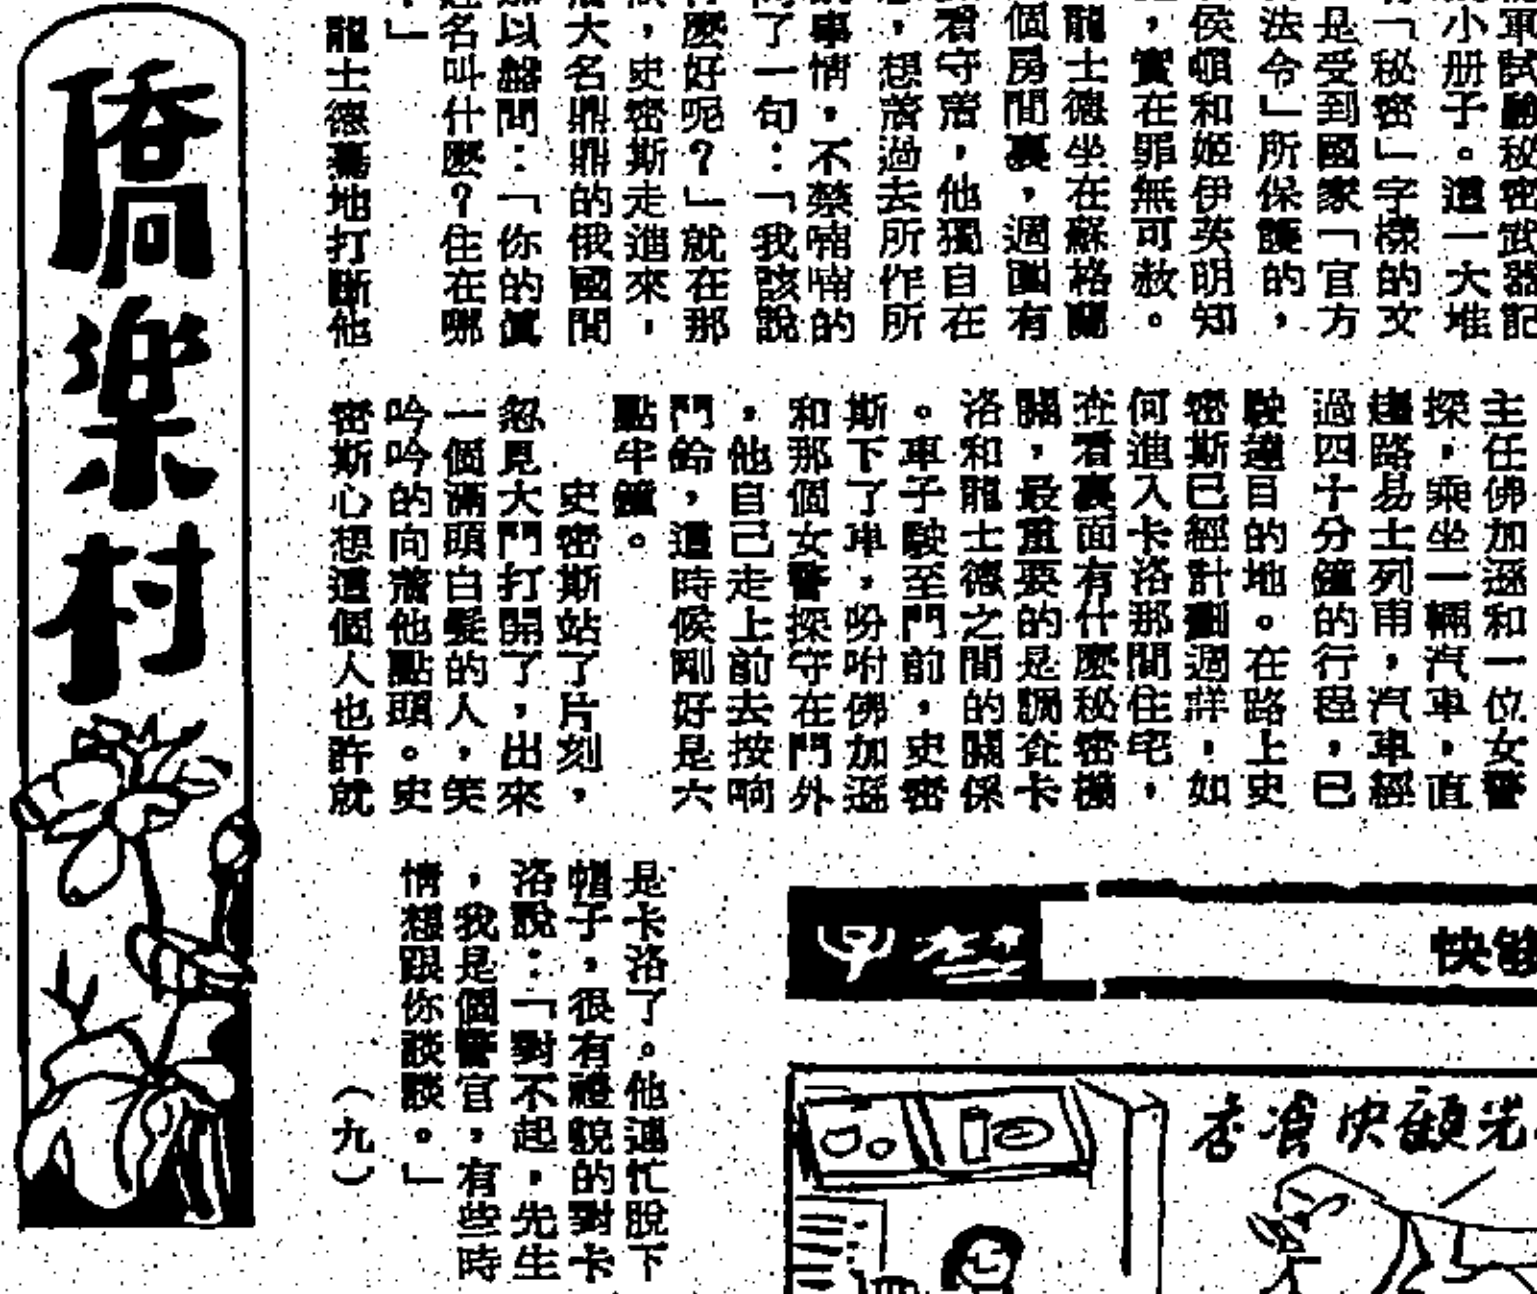 軍試驗秘密武器記
小册子。這一大堆
「秘密」字樣的文
是受到國家「官方
法令」所保護的，
侯頓和姬伊英明知
，實在罪無可赦。
龍士德坐在蘇格蘭
個房間裏，週圍有
看守着，他獨自在
，想着過去所作所
事情，不禁喃喃的
了一句：「我該說
麼好呢？」就在那
，史密斯走進來，
大名鼎鼎的俄國間
以盤問：「你的眞
名叫什麼？住在哪
」
龍士德驀地打斷他
主任佛加遜和一位女警
探，乘坐一輛汽車，直
趨路易士列甫，汽車經
過四十分鐘的行程，已
駛達目的地。在路上史
密斯已經計劃週詳，如
何進入卡洛那間住宅，
查看裏面有什麼秘密機
關，最重要的是調查卡
洛和龍士德之間的關係
。車子駛至門前，史密
斯下了車，吩咐佛加遜
和那個女警探守在門外
，他自己走上前去按响
門鈴，這時候剛好是六
點半鐘。
史密斯站了片刻，
忽見大門打開了，出來
一個滿頭白髮的人，笑
吟吟的向着他點頭。史
密斯心想這個人也許就
是卡洛了。他連忙脫下
帽子，很有禮貌的對卡
洛說：「對不起，先生
，我是個警官，有些時
情想跟你談談。」
（九）
僑樂村
快
快觀光